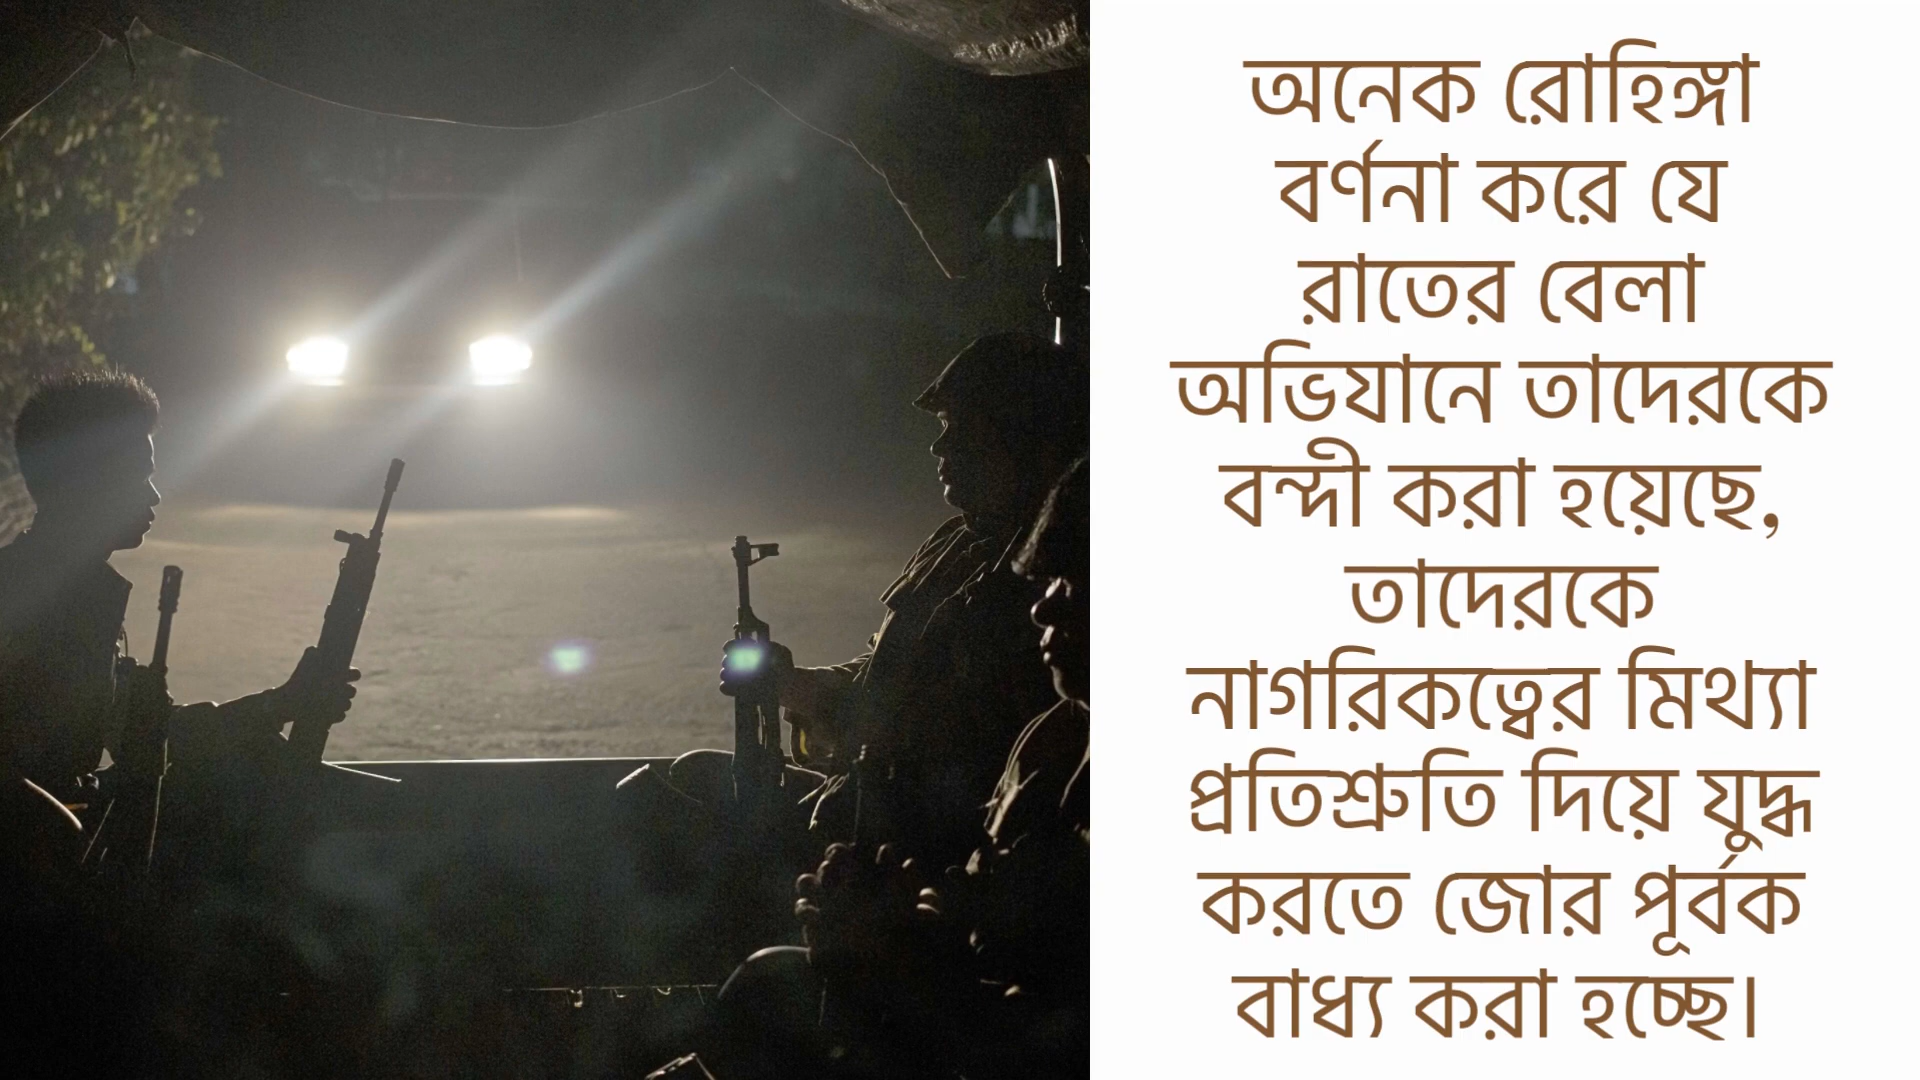 অনেক রোহিঙ্গা
বর্ণনা করে যে
রাতের বেলা
অভিযানে তাদেরকে
বন্দী করা হয়েছে,
তাদেরকে
নাগরিকত্বের মিথ্যা
প্রতিশ্রুতি দিয়ে যুদ্ধ
করতে জোর পূর্বক
বাধ্য করা হচ্ছে।